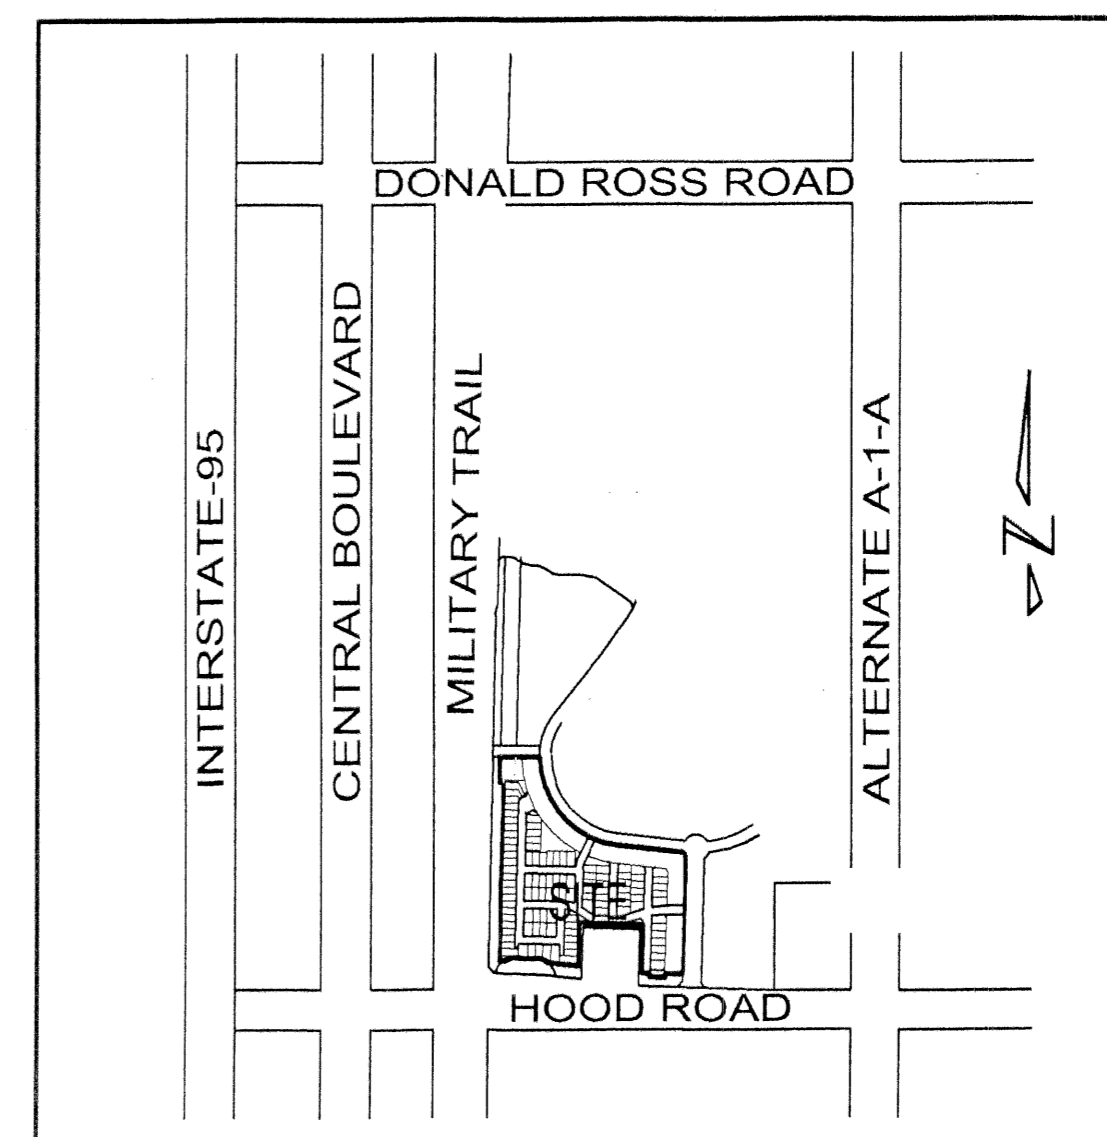 DONALD ROSS ROAD
INTERSTATE-95
CENTRAL BOULEVARD
MILITARY TRAIL
ALTERNATE A-1-A
N
SITE
HOOD ROAD